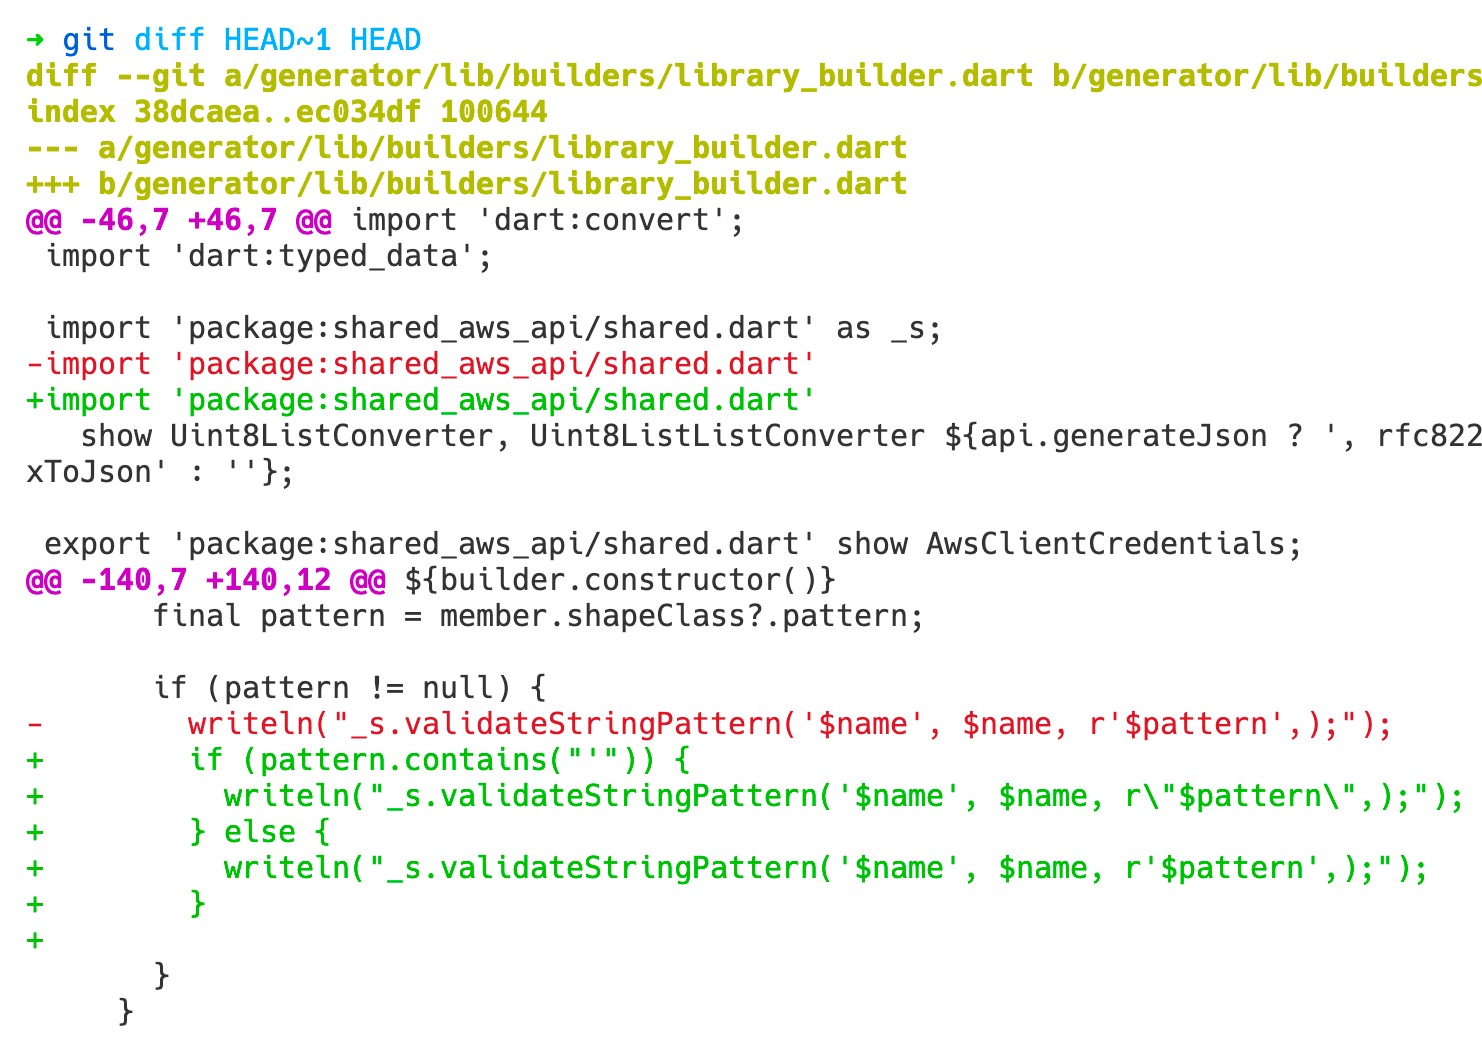 ➜ git diff HEAD~1 HEAD
diff --git a/generator/lib/builders/library_builder.dart b/generator/lib/builders
index 38dcaea..ec034df 100644
--- a/generator/lib/builders/library_builder.dart
+++ b/generator/lib/builders/library_builder.dart
@@ -46,7 +46,7 @@ import 'dart:convert';
 import 'dart:typed_data';

 import 'package:shared_aws_api/shared.dart' as _s;
-import 'package:shared_aws_api/shared.dart'
+import 'package:shared_aws_api/shared.dart'
   show Uint8ListConverter, Uint8ListListConverter ${api.generateJson ? ', rfc822
xToJson' : ''};

 export 'package:shared_aws_api/shared.dart' show AwsClientCredentials;
@@ -140,7 +140,12 @@ ${builder.constructor()}
       final pattern = member.shapeClass?.pattern;

       if (pattern != null) {
-        writeln("_s.validateStringPattern('$name', $name, r'$pattern',);");
+        if (pattern.contains("'")) {
+          writeln("_s.validateStringPattern('$name', $name, r\"$pattern\",);");
+        } else {
+          writeln("_s.validateStringPattern('$name', $name, r'$pattern',);");
+        }
+
       }
     }